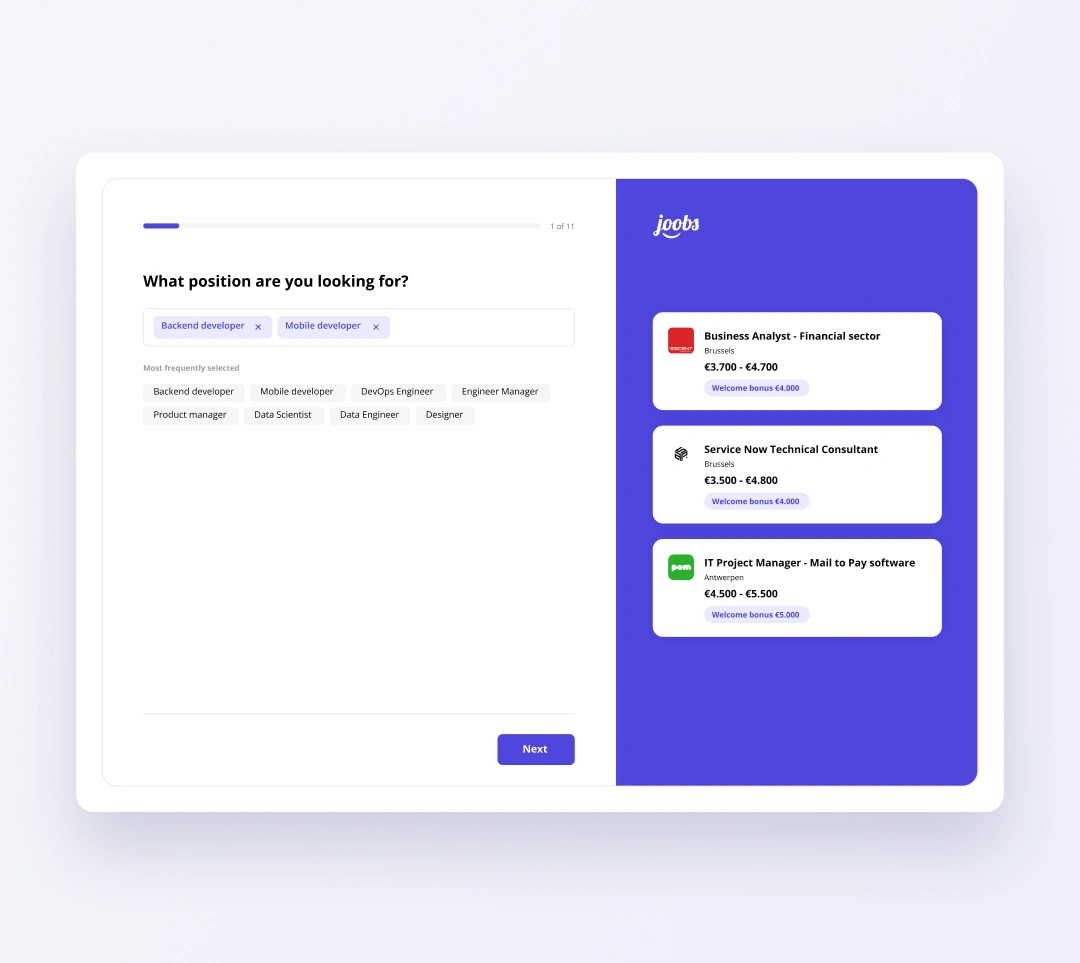 1 of 11
What position are you looking for?
Backend developer × Mobile developer ×
Most frequently selected
Backend developer Mobile developer DevOps Engineer Engineer Manager
Product manager Data Scientist Data Engineer Designer
Next
joobs
Business Analyst - Financial sector
Brussels
€3.700 - €4.700
Welcome bonus €4.000
Service Now Technical Consultant
Brussels
€3.500 - €4.800
Welcome bonus €4.000
pom
IT Project Manager - Mail to Pay software
Antwerpen
€4.500 - €5.500
Welcome bonus €5.000